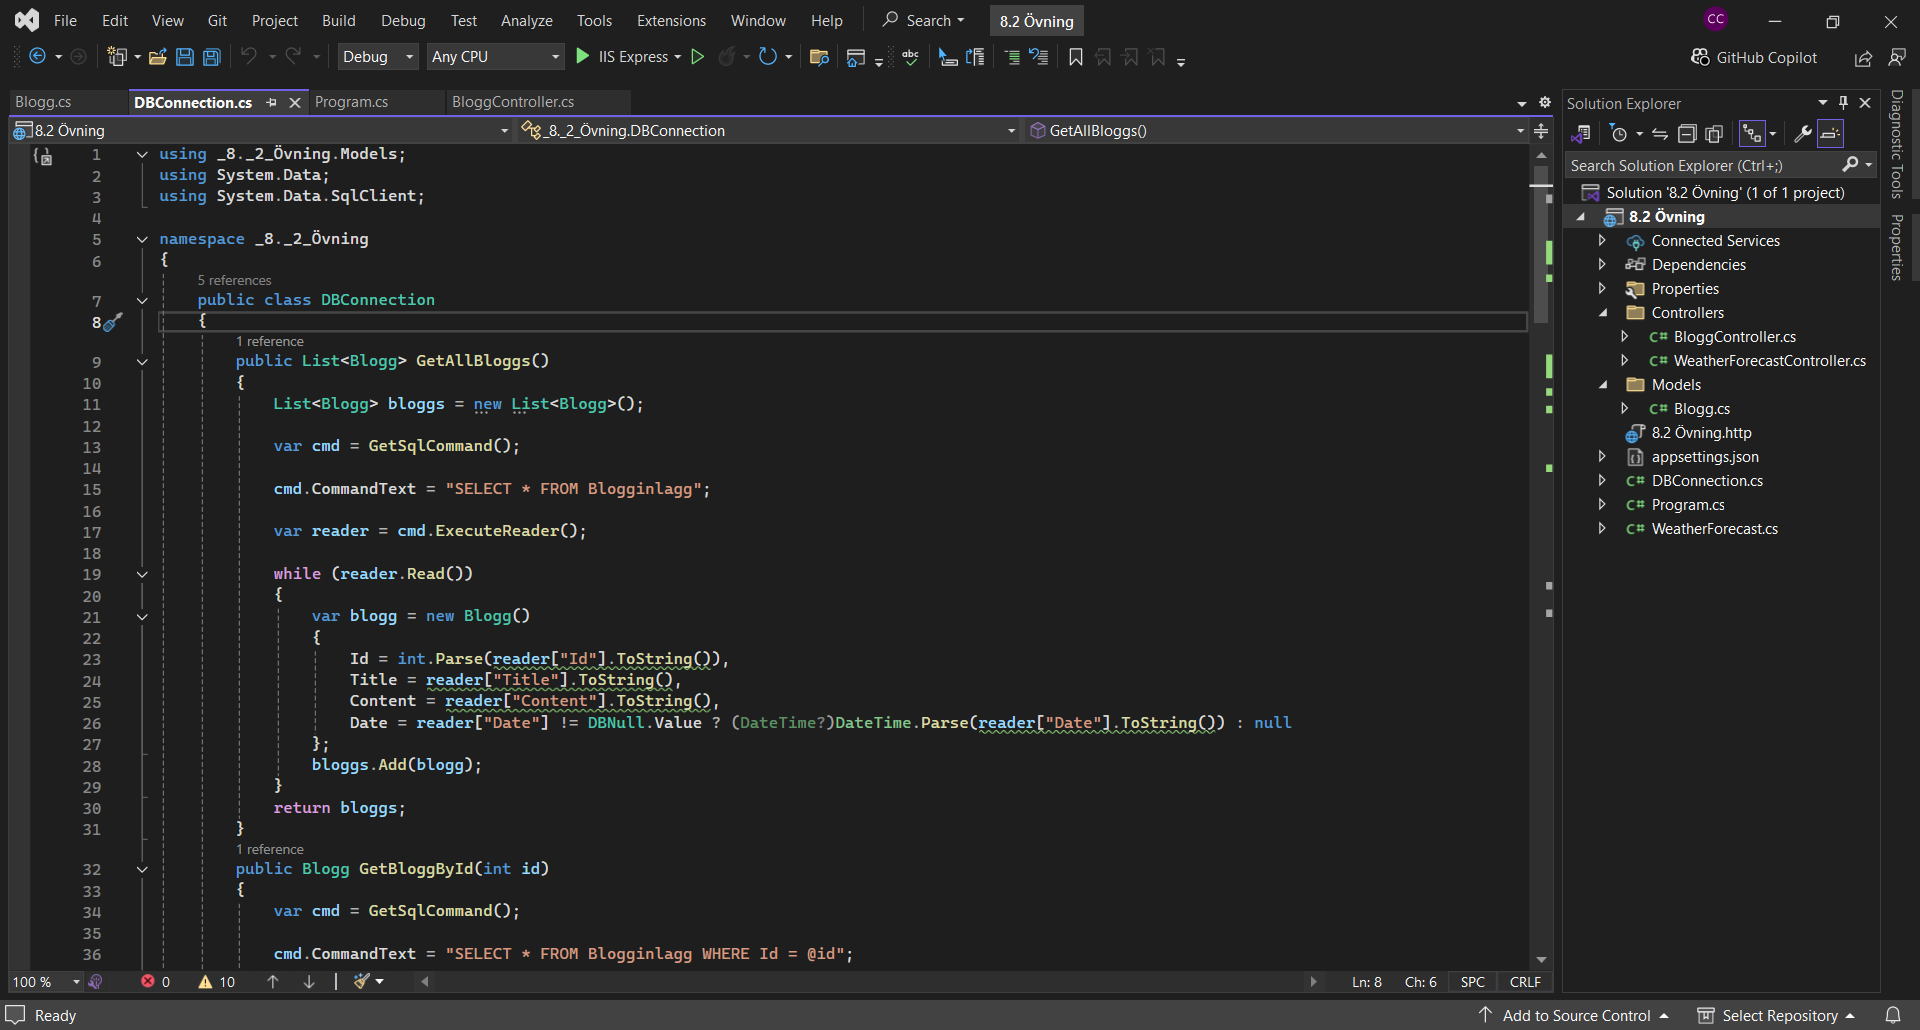 File Edit View Git Project Build Debug Test Analyze Tools Extensions Window Help Search 8.2 Övning CC
Debug Any CPU IIS Express abc GitHub Copilot
Blogg.cs DBConnection.cs Program.cs BloggController.cs
8.2 Övning _8._2_Övning.DBConnection GetAllBloggs()
1 using _8._2_Övning.Models;
2 using System.Data;
3 using System.Data.SqlClient;
4
5 namespace _8._2_Övning
6 {
5 references
7 public class DBConnection
8 {
1 reference
9 public List<Blogg> GetAllBloggs()
10 {
11 List<Blogg> bloggs = new List<Blogg>();
12
13 var cmd = GetSqlCommand();
14
15 cmd.CommandText = "SELECT * FROM Blogginlagg";
16
17 var reader = cmd.ExecuteReader();
18
19 while (reader.Read())
20 {
21 var blogg = new Blogg()
22 {
23 Id = int.Parse(reader["Id"].ToString()),
24 Title = reader["Title"].ToString(),
25 Content = reader["Content"].ToString(),
26 Date = reader["Date"] != DBNull.Value ? (DateTime?)DateTime.Parse(reader["Date"].ToString()) : null
27 };
28 bloggs.Add(blogg);
29 }
30 return bloggs;
31 }
1 reference
32 public Blogg GetBloggById(int id)
33 {
34 var cmd = GetSqlCommand();
35
36 cmd.CommandText = "SELECT * FROM Blogginlagg WHERE Id = @id";
100 % 0 10 Ln: 8 Ch: 6 SPC CRLF
Solution Explorer
Search Solution Explorer (Ctrl+;)
Solution '8.2 Övning' (1 of 1 project)
8.2 Övning
Connected Services
Dependencies
Properties
Controllers
C# BloggController.cs
C# WeatherForecastController.cs
Models
C# Blogg.cs
8.2 Övning.http
appsettings.json
C# DBConnection.cs
C# Program.cs
C# WeatherForecast.cs
Diagnostic Tools
Properties
Ready Add to Source Control Select Repository